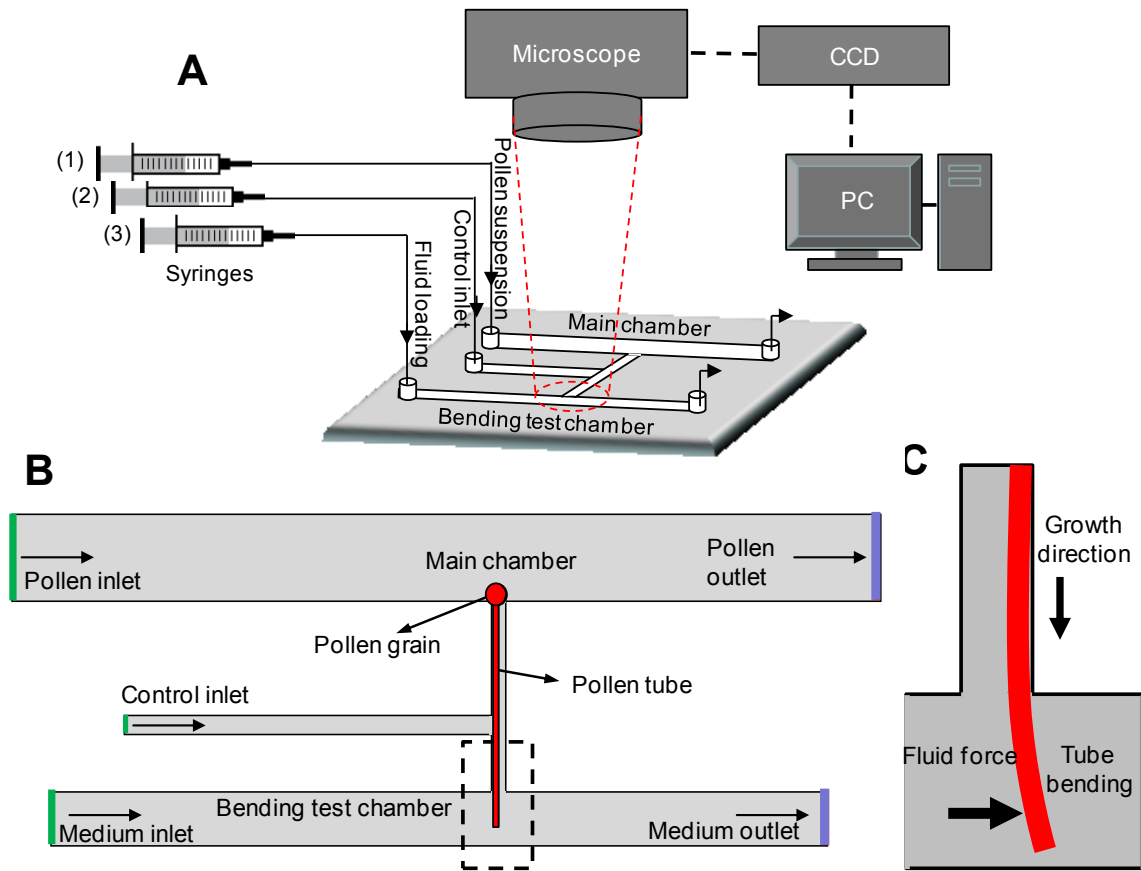 A
Microscope
CCD
PC
(1)
(2)
(3)
Syringes
Pollen suspension
Control inlet
Fluid loading
Main chamber
Bending test chamber
B
Pollen inlet
Main chamber
Pollen
outlet
Pollen grain
Pollen tube
Control inlet
Bending test chamber
Medium inlet
Medium outlet
C
Growth
direction
Fluid force
Tube
bending